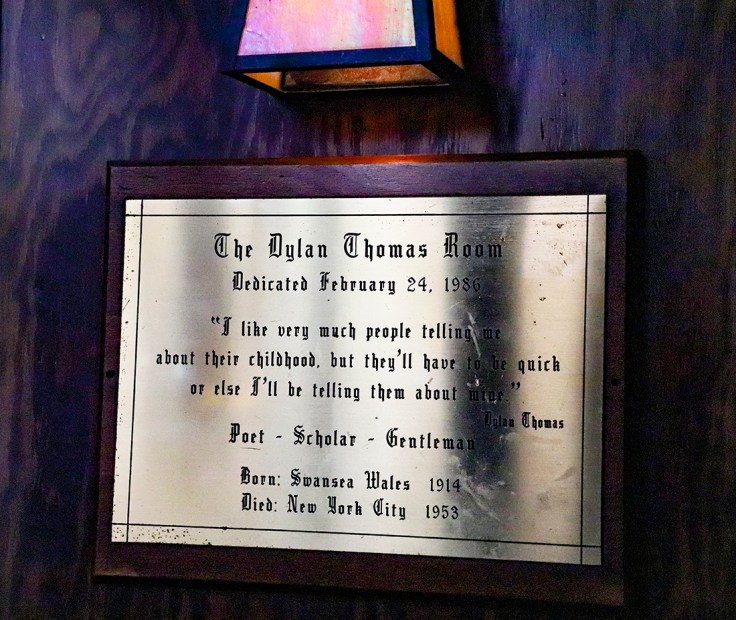 The Dylan Thomas Room
Dedicated February 24, 1986
"I like very much people telling me
about their childhood, but they'll have to be quick
or else I'll be telling them about mine."
Dylan Thomas
Poet - Scholar - Gentleman
Born: Swansea Wales 1914
Died: New York City 1953